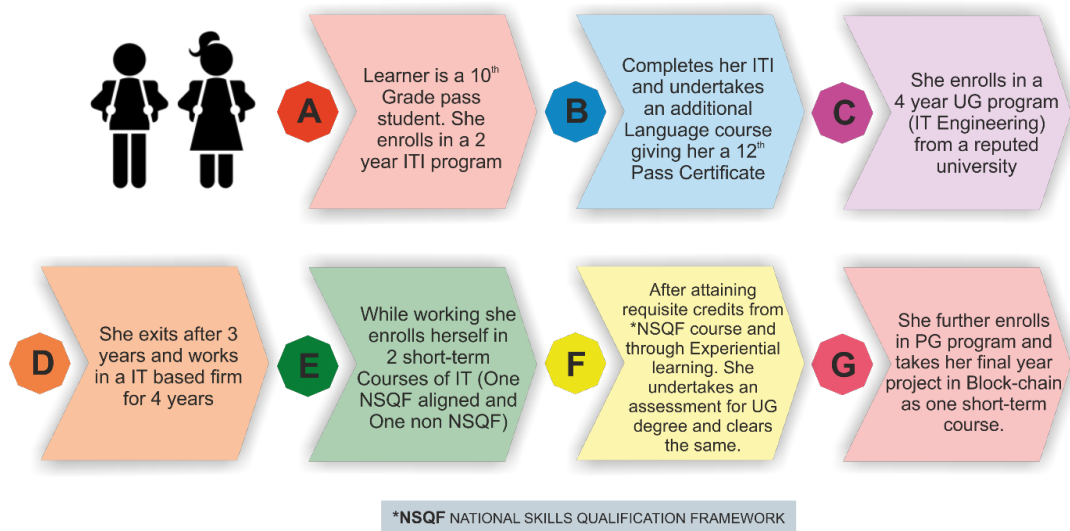 A
Learner is a 10th
Grade pass
student. She
enrolls in a 2
year ITI program
B
Completes her ITI
and undertakes
an additional
Language course
giving her a 12th
Pass Certificate
C
She enrolls in a
4 year UG program
(IT Engineering)
from a reputed
university
D
She exits after 3
years and works
in a IT based firm
for 4 years
E
While working she
enrolls herself in
2 short-term
Courses of IT (One
NSQF aligned and
One non NSQF)
F
After attaining
requisite credits from
*NSQF course and
through Experiential
learning. She
undertakes an
assessment for UG
degree and clears
the same.
G
She further enrolls
in PG program and
takes her final year
project in Block-chain
as one short-term
course.
*NSQF NATIONAL SKILLS QUALIFICATION FRAMEWORK